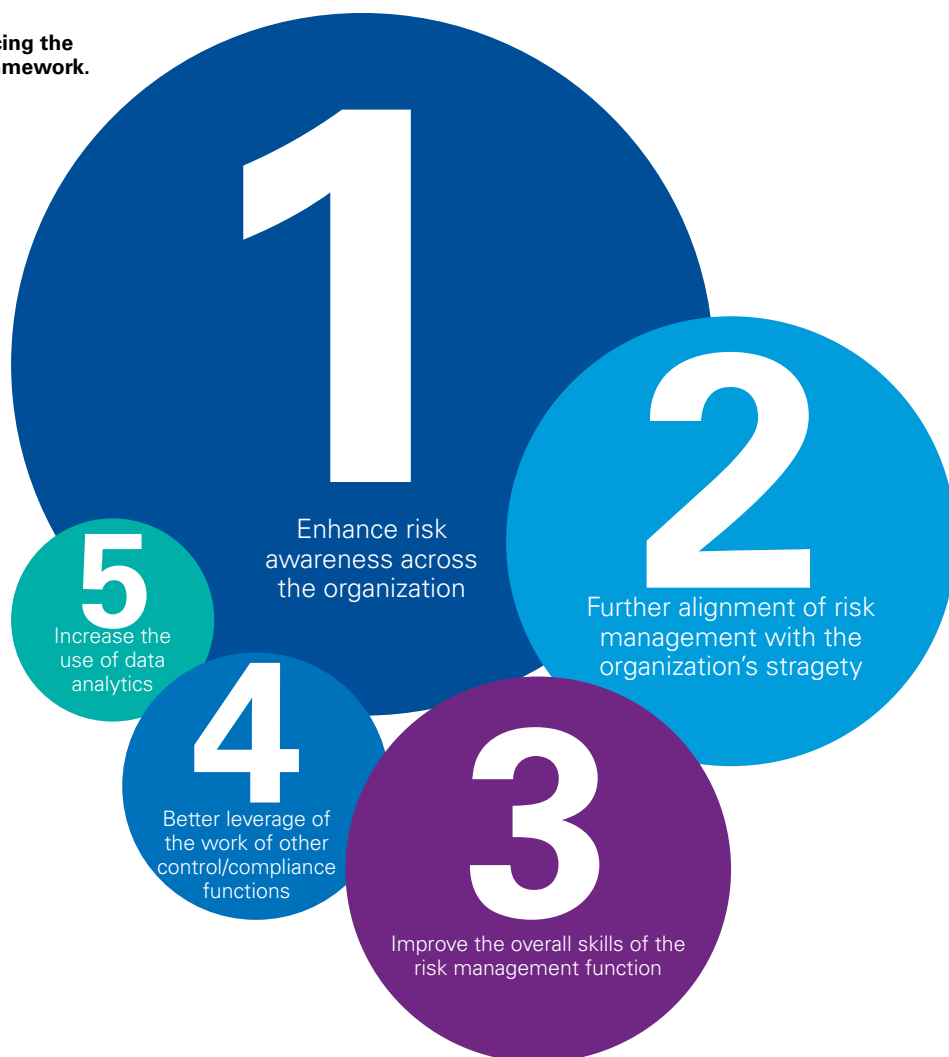 cing the
mework.
1
Enhance risk
awareness across
the organization
2
Further alignment of risk
management with the
organization's stragety
3
Improve the overall skills of the
risk management function
4
Better leverage of
the work of other
control/compliance
functions
5
Increase the
use of data
analytics